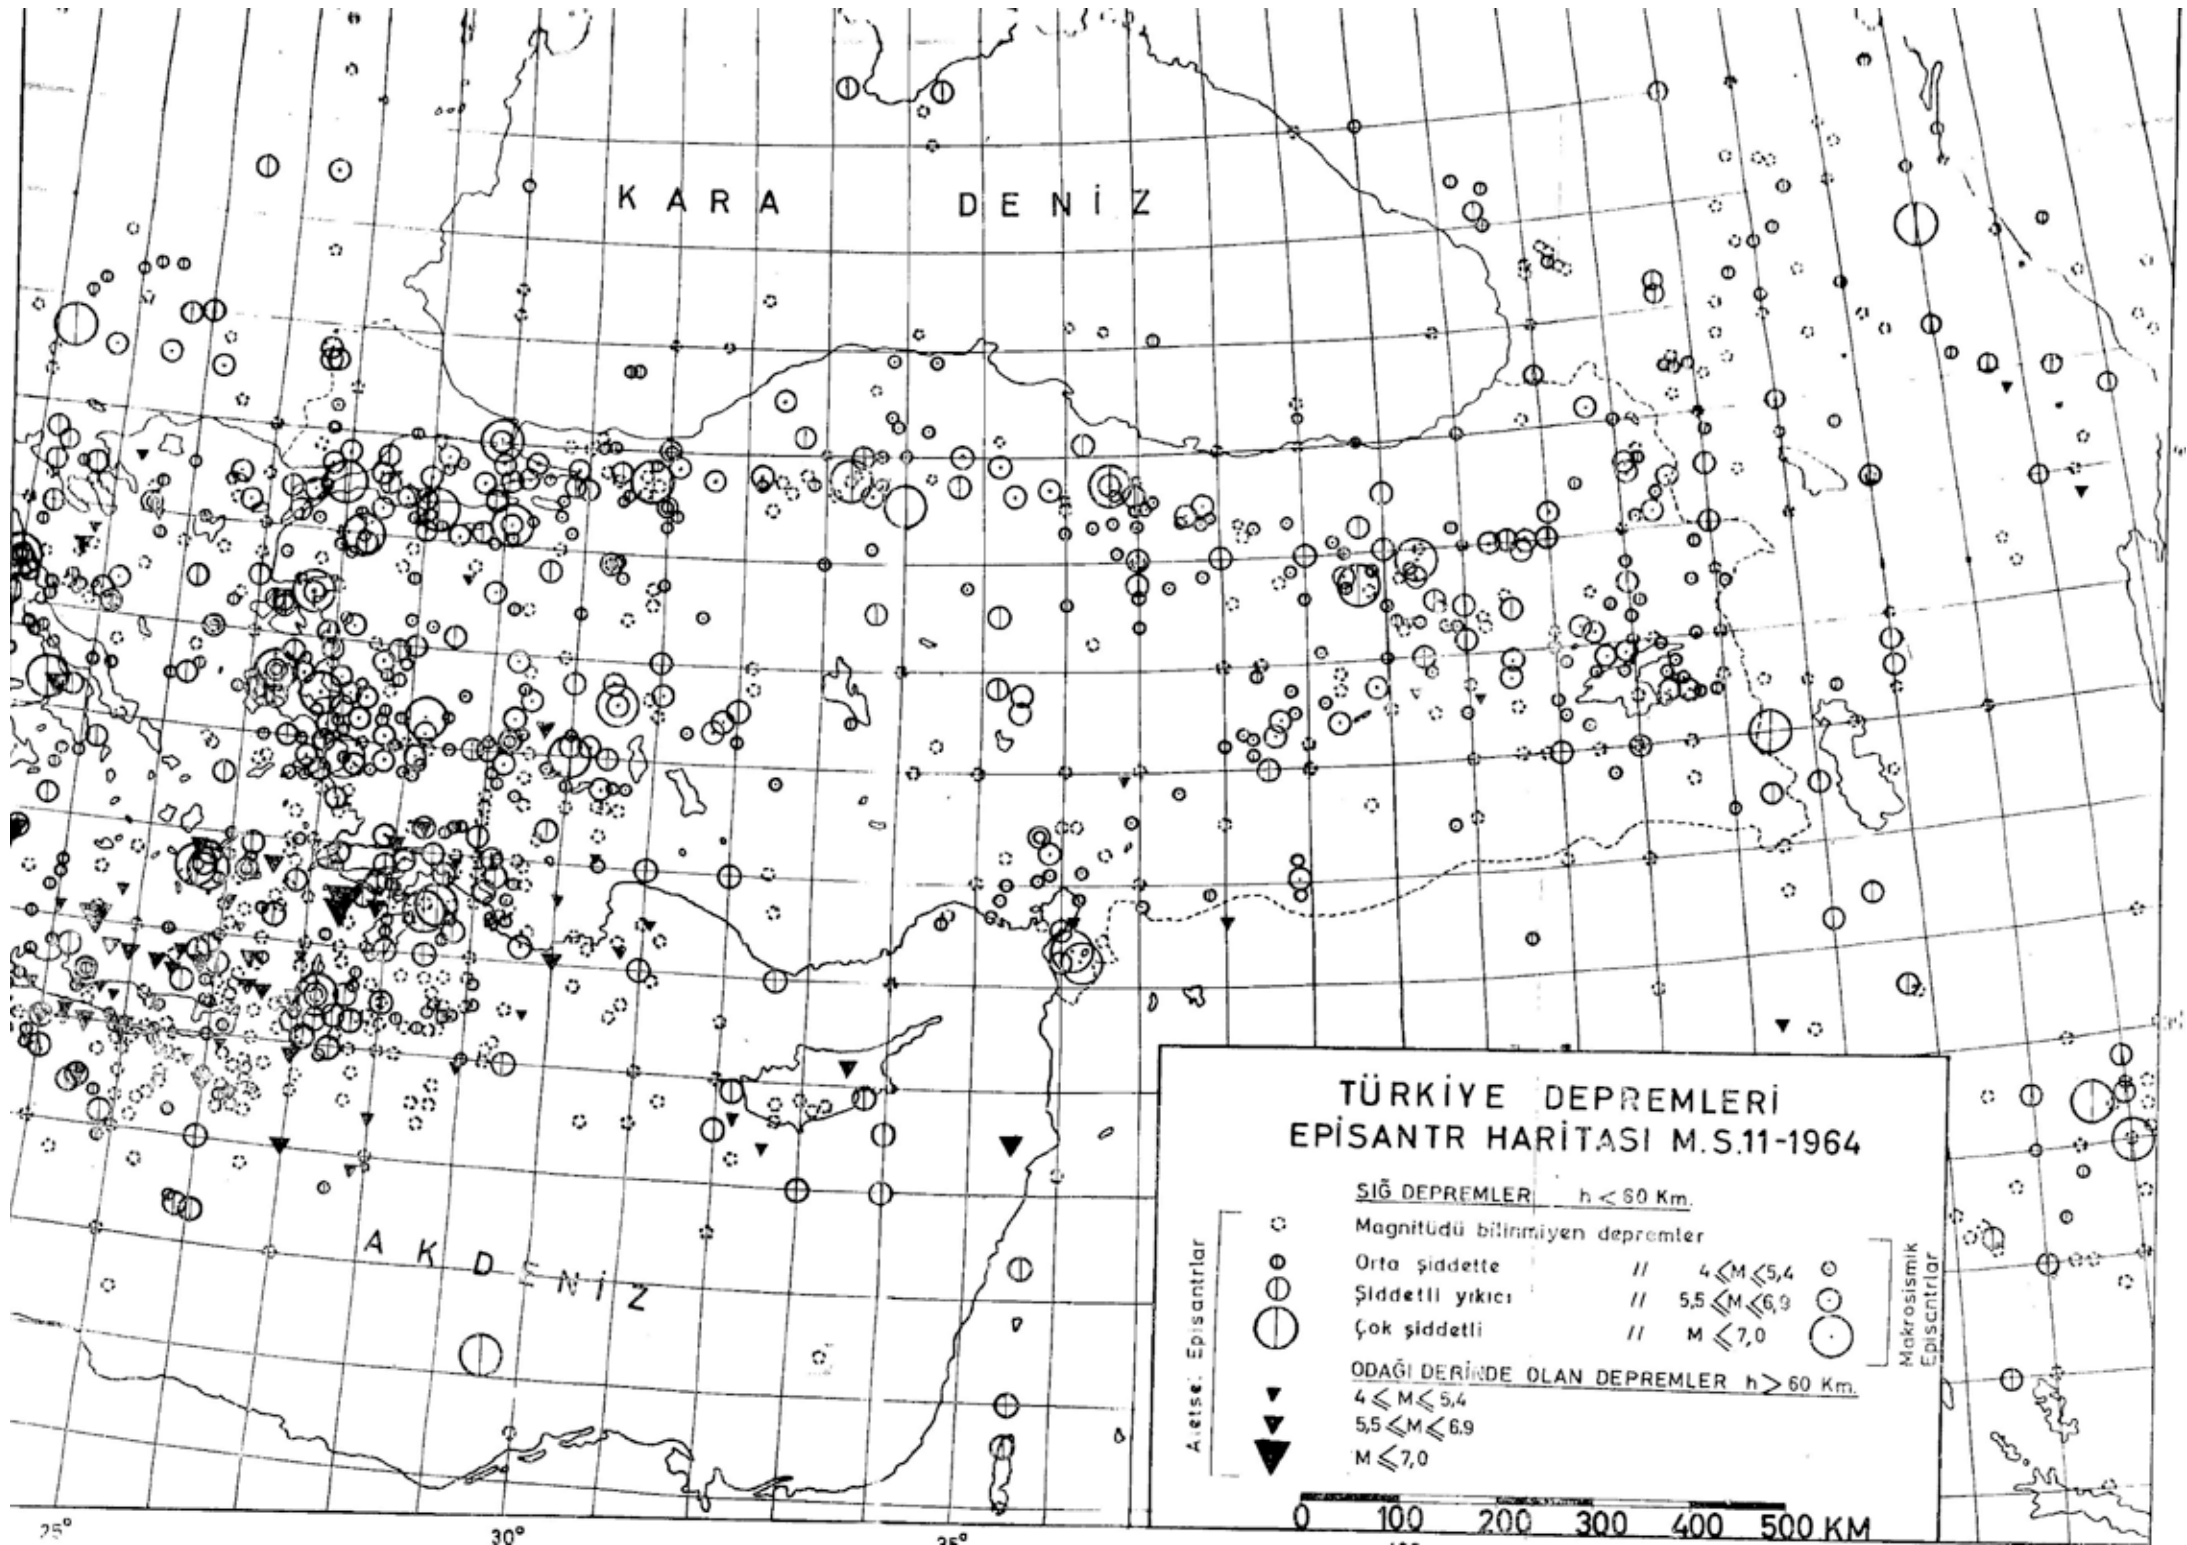 KARA DENİZ
TÜRKİYE DEPREMLERİ
EPİSANTR HARİTASI M.S.11-1964
SIĞ DEPREMLER h < 60 Km.
Magnitüdü bilinmiyen depremler
Orta şiddette // 4 ⩽ M ⩽ 5,4
Şiddetli yıkıcı // 5,5 ⩽ M ⩽ 6,9
Çok şiddetli // M ⩽ 7,0
ODAĞI DERİNDE OLAN DEPREMLER h > 60 Km.
4 ⩽ M ⩽ 5,4
5,5 ⩽ M ⩽ 6.9
M ⩽ 7,0
Aletsel Episantrlar
Makrosismik
Episantrlar
AKDENİZ
0 100 200 300 400 500 KM
25° 30° 35°